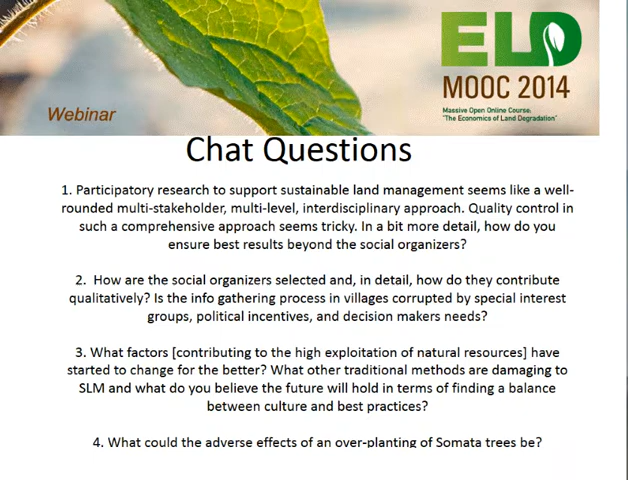 ELD
MOOC 2014
Massive Open Online Course:
"The Economics of Land Degradation"
Webinar
Chat Questions
1. Participatory research to support sustainable land management seems like a well-
rounded multi-stakeholder, multi-level, interdisciplinary approach. Quality control in
such a comprehensive approach seems tricky. In a bit more detail, how do you
ensure best results beyond the social organizers?
2. How are the social organizers selected and, in detail, how do they contribute
qualitatively? Is the info gathering process in villages corrupted by special interest
groups, political incentives, and decision makers needs?
3. What factors [contributing to the high exploitation of natural resources] have
started to change for the better? What other traditional methods are damaging to
SLM and what do you believe the future will hold in terms of finding a balance
between culture and best practices?
4. What could the adverse effects of an over-planting of Somata trees be?